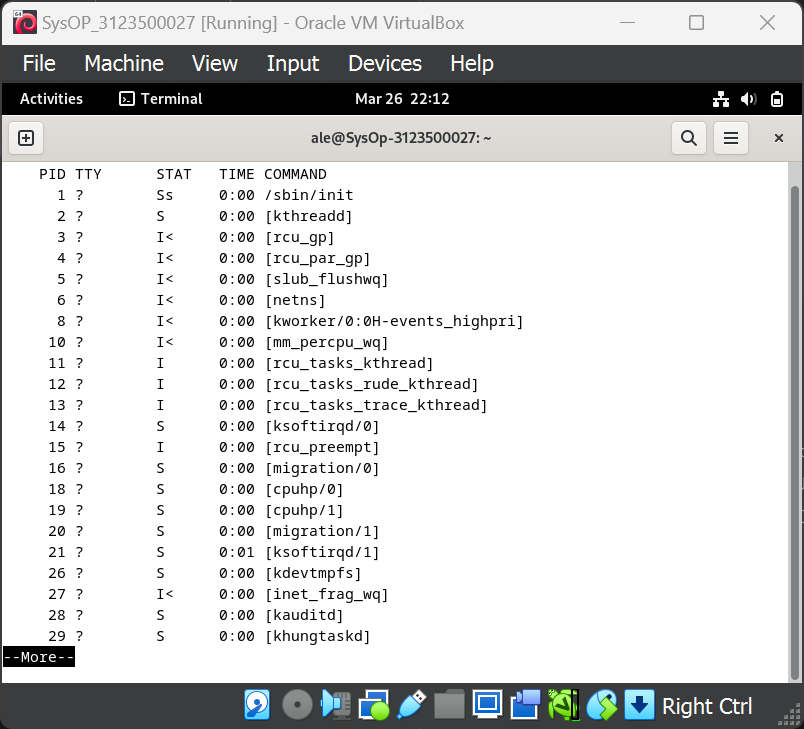 SysOP_3123500027 [Running] - Oracle VM VirtualBox
File Machine View Input Devices Help
Activities Terminal Mar 26 22:12
ale@SysOp-3123500027: ~
PID TTY STAT TIME COMMAND
1 ? Ss 0:00 /sbin/init
2 ? S 0:00 [kthreadd]
3 ? I< 0:00 [rcu_gp]
4 ? I< 0:00 [rcu_par_gp]
5 ? I< 0:00 [slub_flushwq]
6 ? I< 0:00 [netns]
8 ? I< 0:00 [kworker/0:0H-events_highpri]
10 ? I< 0:00 [mm_percpu_wq]
11 ? I 0:00 [rcu_tasks_kthread]
12 ? I 0:00 [rcu_tasks_rude_kthread]
13 ? I 0:00 [rcu_tasks_trace_kthread]
14 ? S 0:00 [ksoftirqd/0]
15 ? I 0:00 [rcu_preempt]
16 ? S 0:00 [migration/0]
18 ? S 0:00 [cpuhp/0]
19 ? S 0:00 [cpuhp/1]
20 ? S 0:00 [migration/1]
21 ? S 0:01 [ksoftirqd/1]
26 ? S 0:00 [kdevtmpfs]
27 ? I< 0:00 [inet_frag_wq]
28 ? S 0:00 [kauditd]
29 ? S 0:00 [khungtaskd]
--More--
Right Ctrl